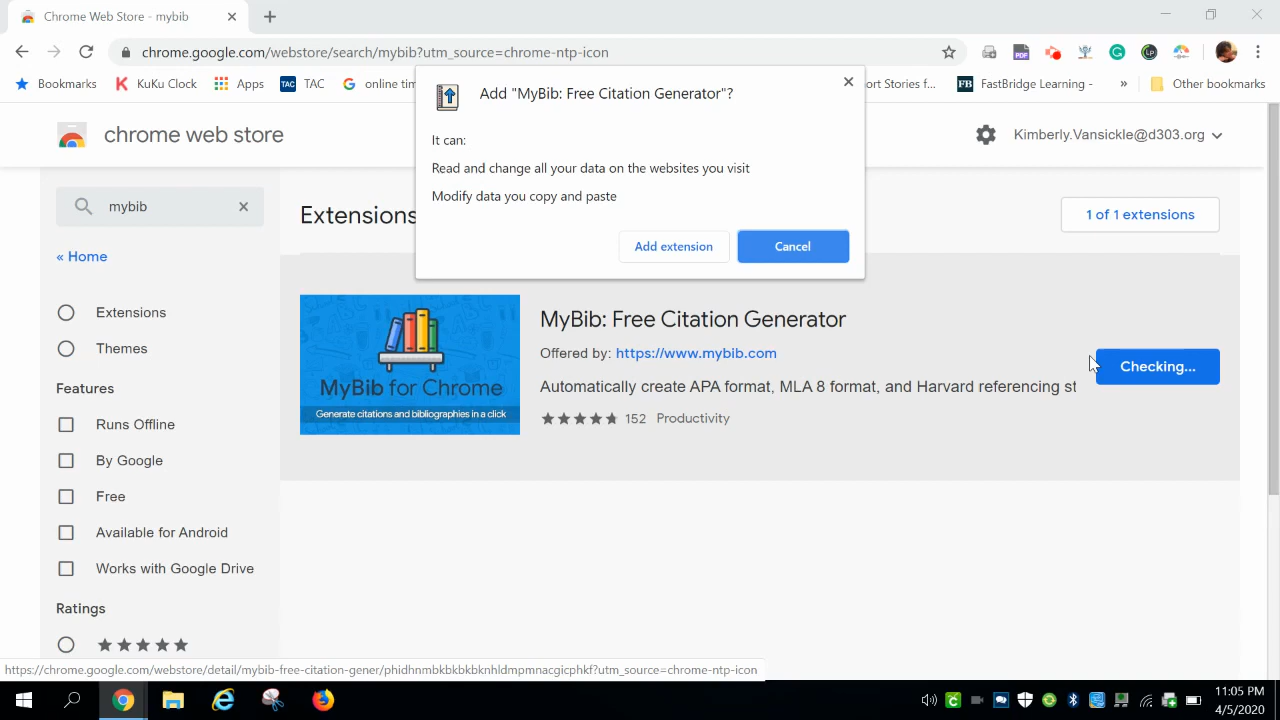 Chrome Web Store - mybib
chrome.google.com/webstore/search/mybib?utm_source=chrome-ntp-icon
PDF
G
LP
Bookmarks
KuKu Clock
Apps
TAC TAC
G online tim
ort Stories f...
FB FastBridge Learning -
»
Other bookmarks
Add "MyBib: Free Citation Generator"?
It can:
Read and change all your data on the websites you visit
Modify data you copy and paste
Add extension
Cancel
chrome web store
Kimberly.Vansickle@d303.org
mybib
« Home
Extensions
Themes
Features
Runs Offline
By Google
Free
Available for Android
Works with Google Drive
Ratings
Extensions
1 of 1 extensions
MyBib for Chrome
Generate citations and bibliographies in a click
MyBib: Free Citation Generator
Offered by: https://www.mybib.com
Automatically create APA format, MLA 8 format, and Harvard referencing st
152 Productivity
Checking...
https://chrome.google.com/webstore/detail/mybib-free-citation-gener/phidhnmbkbkbkbknhldmpmnacgicphkf?utm_source=chrome-ntp-icon
11:05 PM
4/5/2020